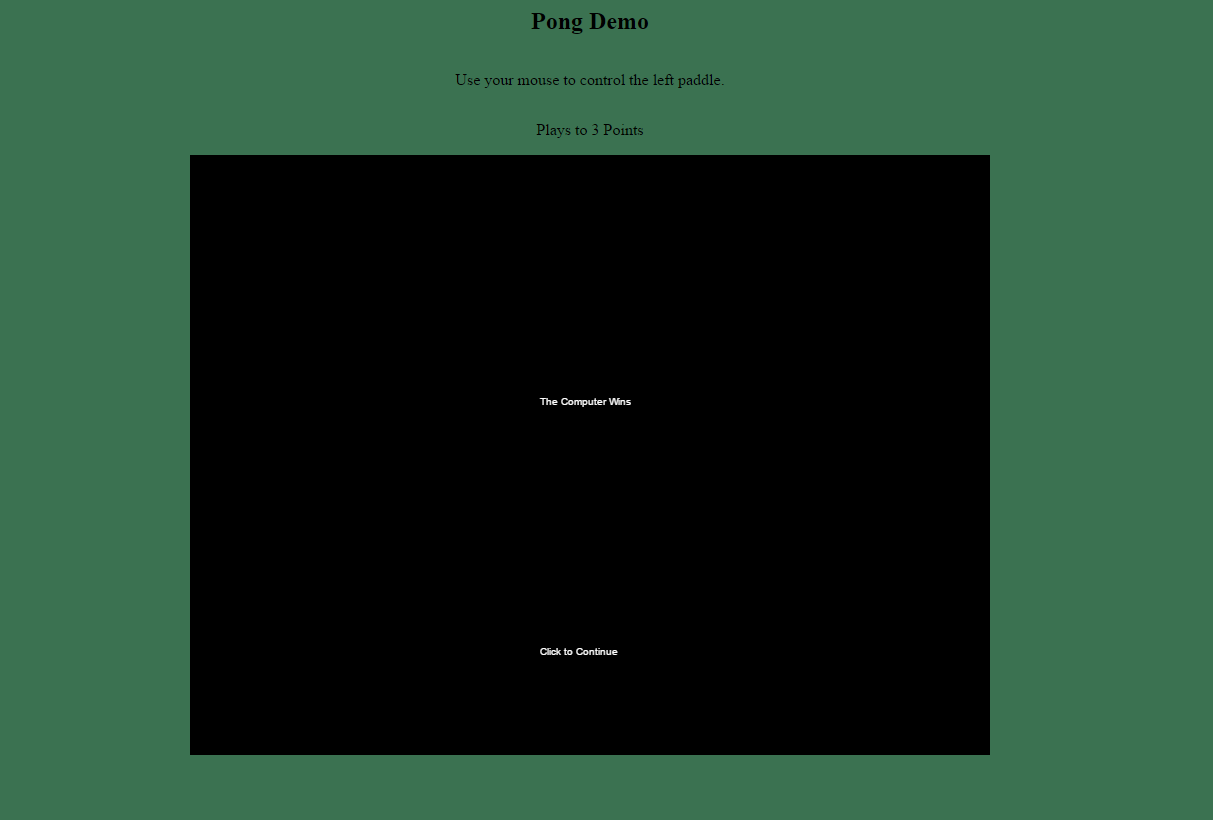 Pong Demo
Use your mouse to control the left paddle.
Plays to 3 Points
The Computer Wins
Click to Continue